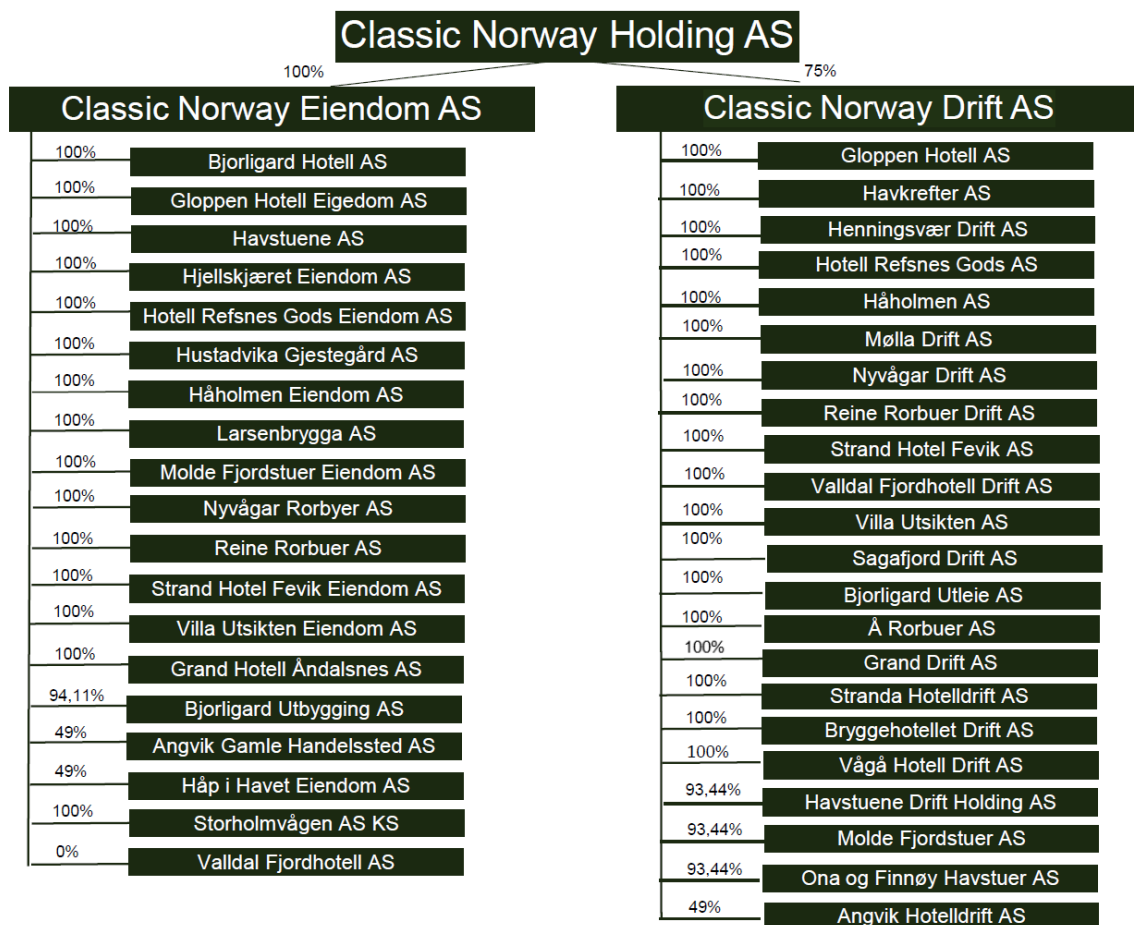 Classic Norway Holding AS
100%
75%
Classic Norway Eiendom AS
100%
Bjorligard Hotell AS
100%
Gloppen Hotell Eigedom AS
100%
Havstuene AS
100%
Hjellskjæret Eiendom AS
100%
Hotell Refsnes Gods Eiendom AS
100%
Hustadvika Gjestegård AS
100%
Håholmen Eiendom AS
100%
Larsenbrygga AS
100%
Molde Fjordstuer Eiendom AS
100%
Nyvågar Rorbyer AS
100%
Reine Rorbuer AS
100%
Strand Hotel Fevik Eiendom AS
100%
Villa Utsikten Eiendom AS
100%
Grand Hotell Åndalsnes AS
94,11%
Bjorligard Utbygging AS
49%
Angvik Gamle Handelssted AS
49%
Håp i Havet Eiendom AS
100%
Storholmvågen AS KS
0%
Valldal Fjordhotell AS
Classic Norway Drift AS
100%
Gloppen Hotell AS
100%
Havkrefter AS
100%
Henningsvær Drift AS
100%
Hotell Refsnes Gods AS
100%
Håholmen AS
100%
Mølla Drift AS
100%
Nyvågar Drift AS
100%
Reine Rorbuer Drift AS
100%
Strand Hotel Fevik AS
100%
Valldal Fjordhotell Drift AS
100%
Villa Utsikten AS
100%
Sagafjord Drift AS
100%
Bjorligard Utleie AS
100%
Å Rorbuer AS
100%
Grand Drift AS
100%
Stranda Hotelldrift AS
100%
Bryggehotellet Drift AS
100%
Vågå Hotell Drift AS
93,44%
Havstuene Drift Holding AS
93,44%
Molde Fjordstuer AS
93,44%
Ona og Finnøy Havstuer AS
49%
Angvik Hotelldrift AS